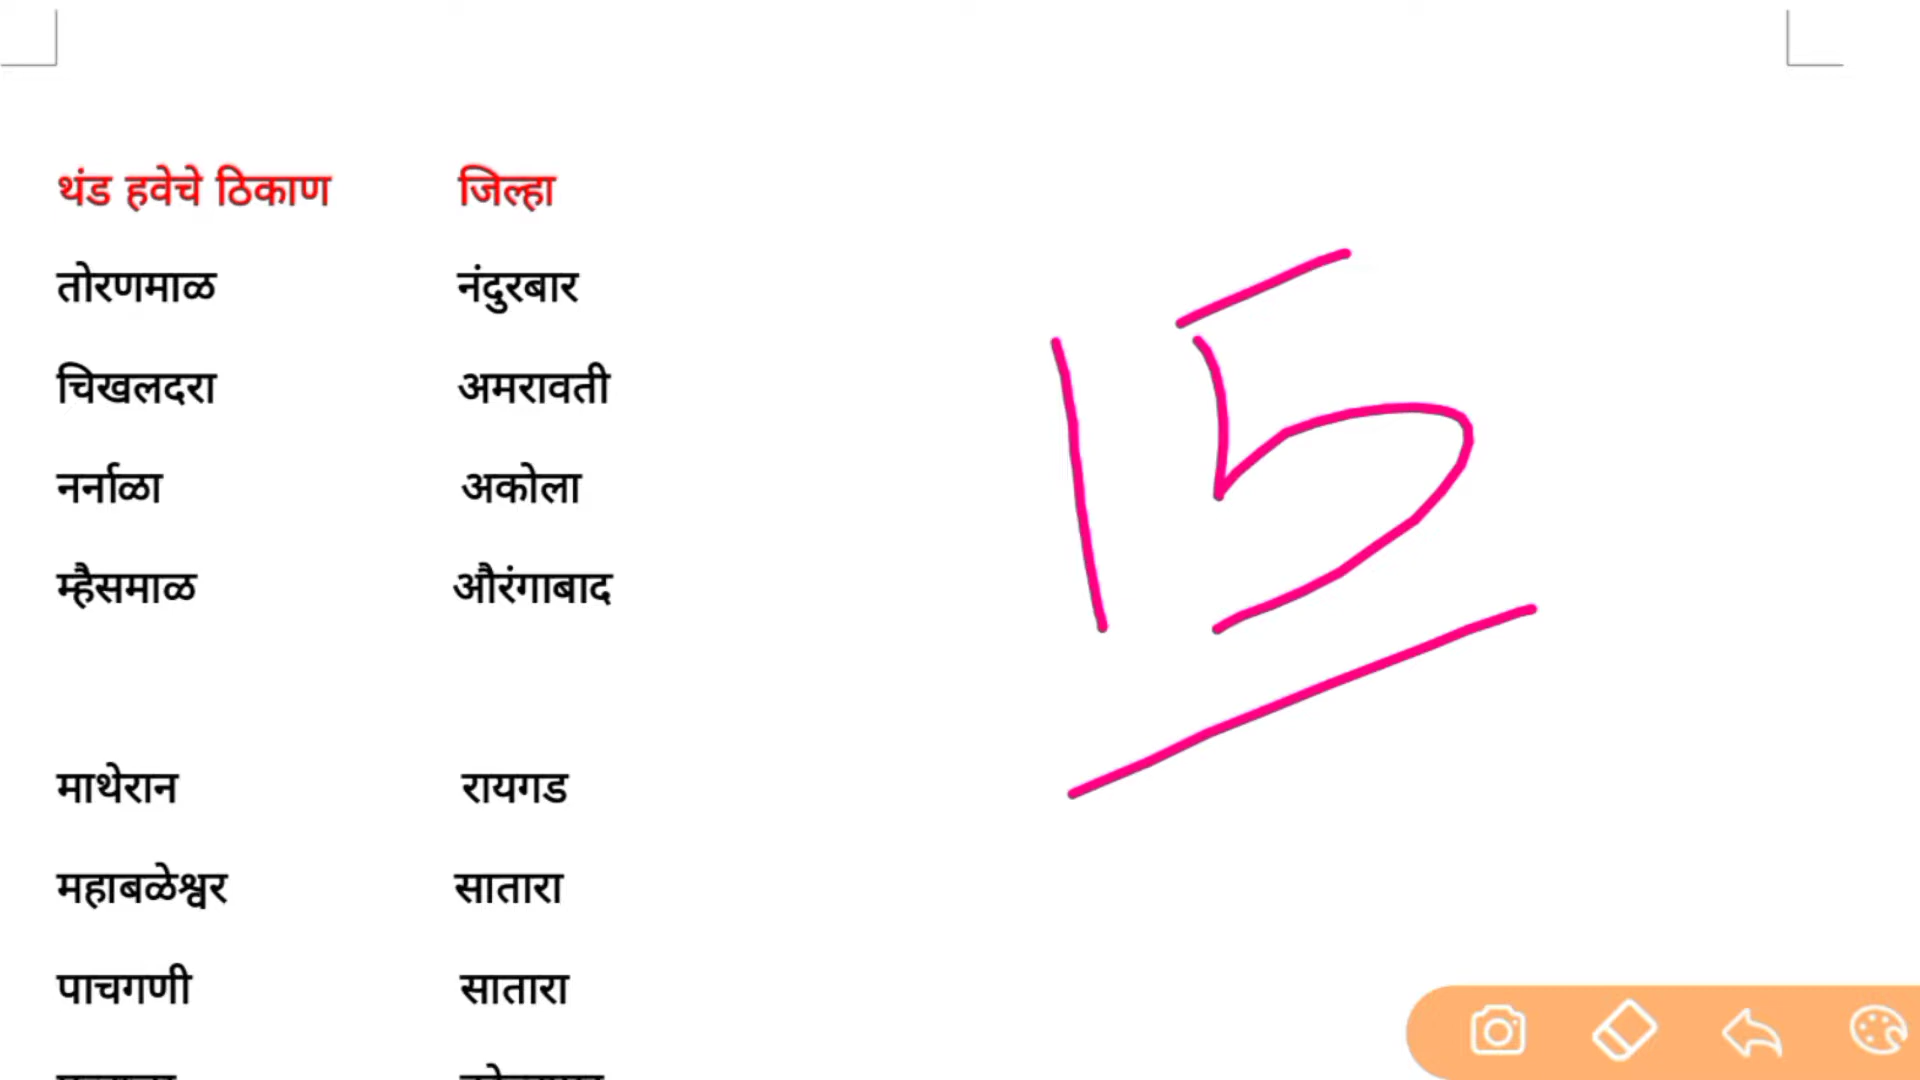 थंड हवेचे ठिकाण जिल्हा
तोरणमाळ नंदुरबार
चिखलदरा अमरावती
नर्नाळा अकोला
म्हैसमाळ औरंगाबाद
15
माथेरान रायगड
महाबळेश्वर सातारा
पाचगणी सातारा